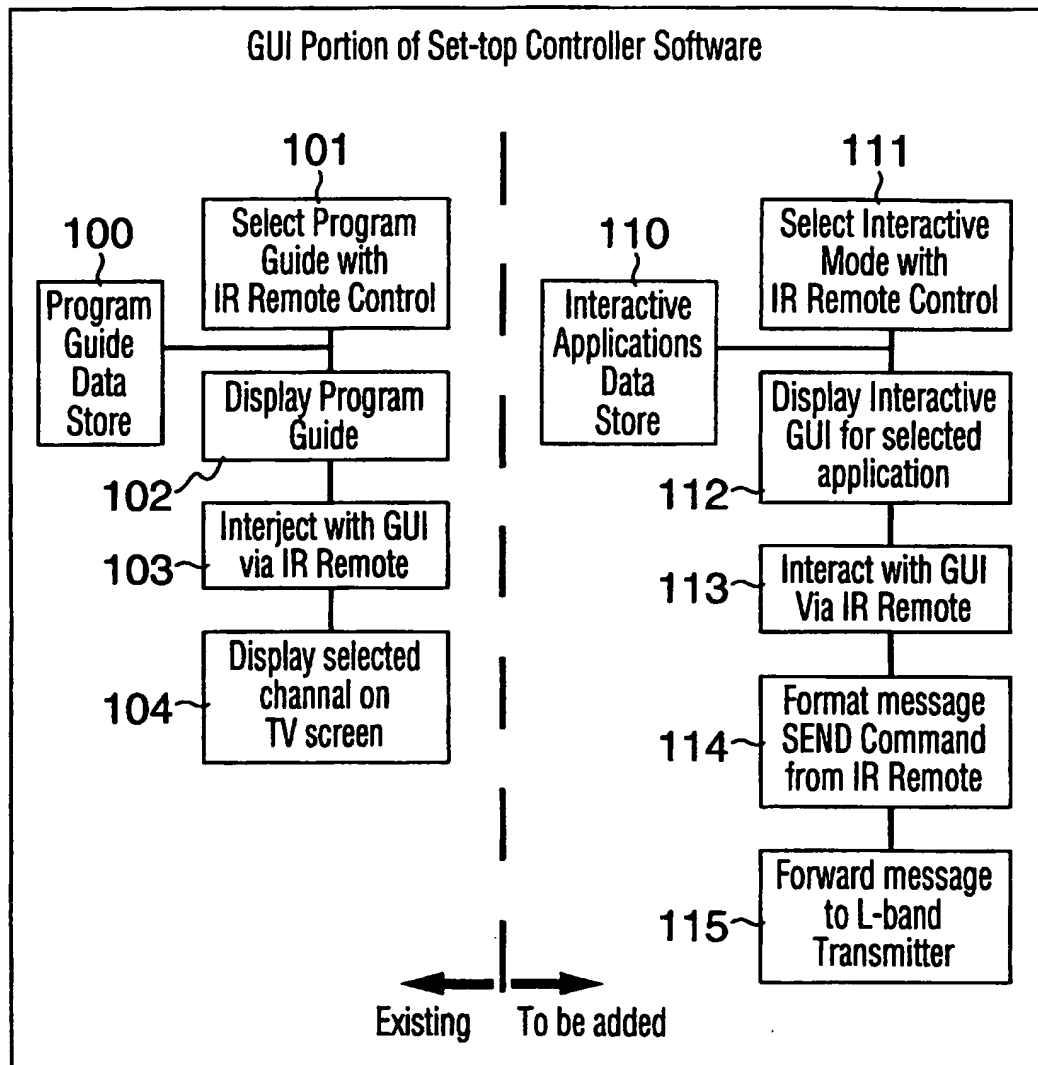 GUI Portion of Set-top Controller Software
101
Select Program
Guide with
IR Remote Control
100
Program
Guide
Data
Store
Display Program
Guide
102
Interject with GUI
via IR Remote
103
Display selected
channal on
TV screen
104
111
Select Interactive
Mode with
IR Remote Control
110
Interactive
Applications
Data
Store
Display Interactive
GUI for selected
application
112
Interact with GUI
Via IR Remote
113
Format message
SEND Command
from IR Remote
114
Forward message
to L-band
Transmitter
115
Existing
To be added